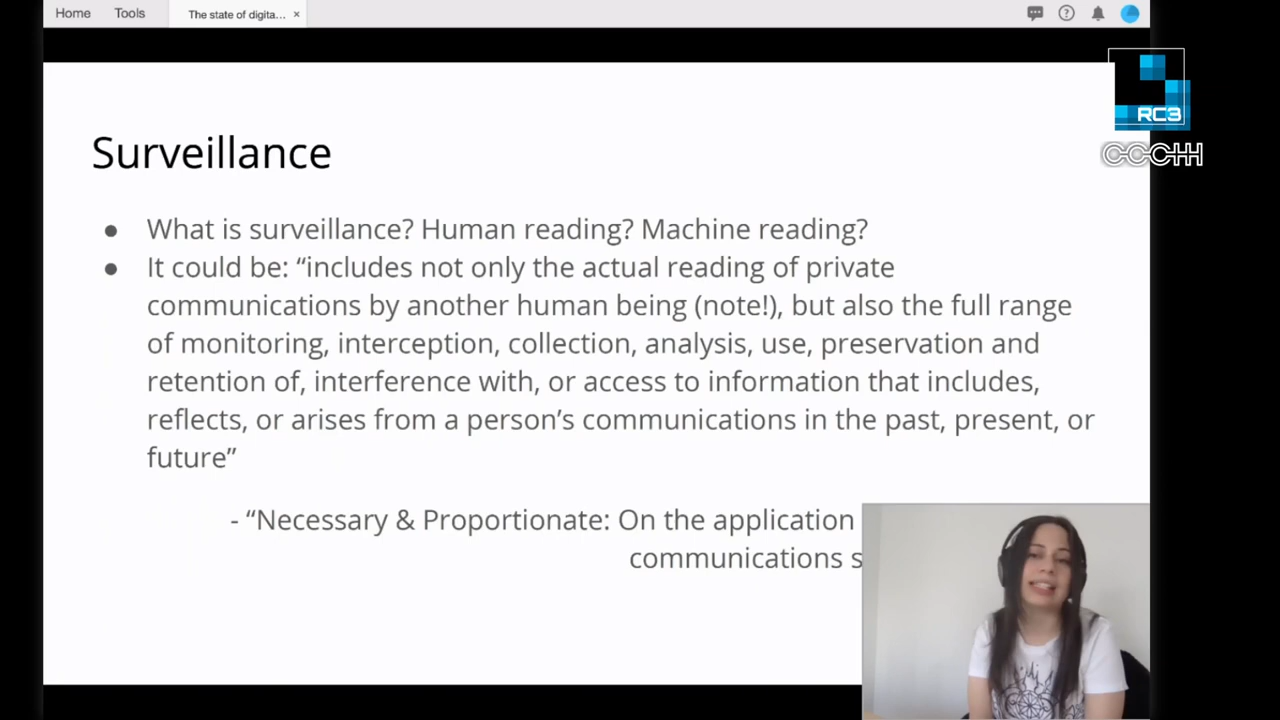 Home Tools The state of digita... ×
RC3
CCCHH
Surveillance
● What is surveillance? Human reading? Machine reading?
● It could be: “includes not only the actual reading of private
communications by another human being (note!), but also the full range
of monitoring, interception, collection, analysis, use, preservation and
retention of, interference with, or access to information that includes,
reflects, or arises from a person’s communications in the past, present, or
future”
- “Necessary & Proportionate: On the application
communications s